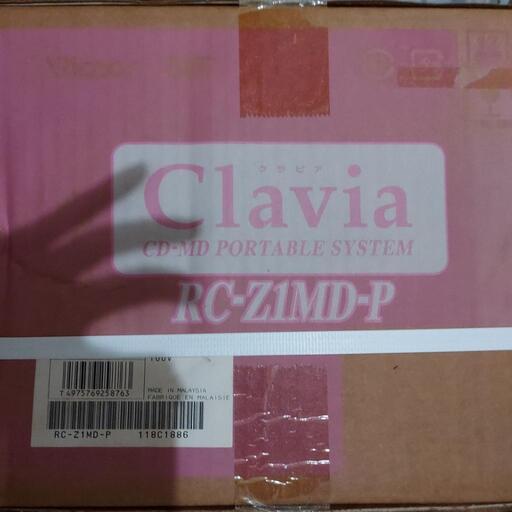 Victor
クラビア
Clavia
CD-MD PORTABLE SYSTEM
RC-Z1MD-P
100V
T4975769258763
MADE IN MALAYSIA
FABRIQUE EN MALAISIE
RC-Z1MD-P 118C1886